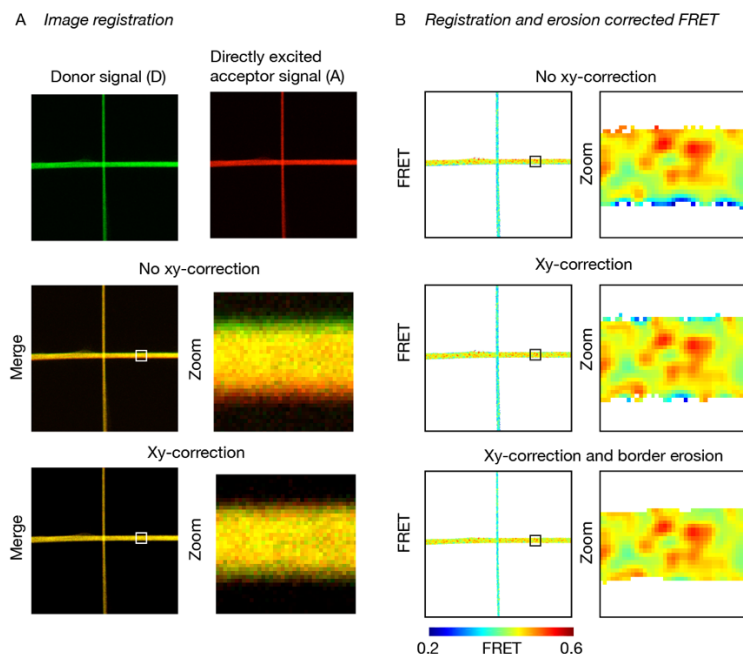 A Image registration
Donor signal (D)
Directly excited
acceptor signal (A)
No xy-correction
Merge
Zoom
Xy-correction
Merge
Zoom
B Registration and erosion corrected FRET
No xy-correction
FRET
Zoom
Xy-correction
FRET
Zoom
Xy-correction and border erosion
FRET
Zoom
0.2 FRET 0.6